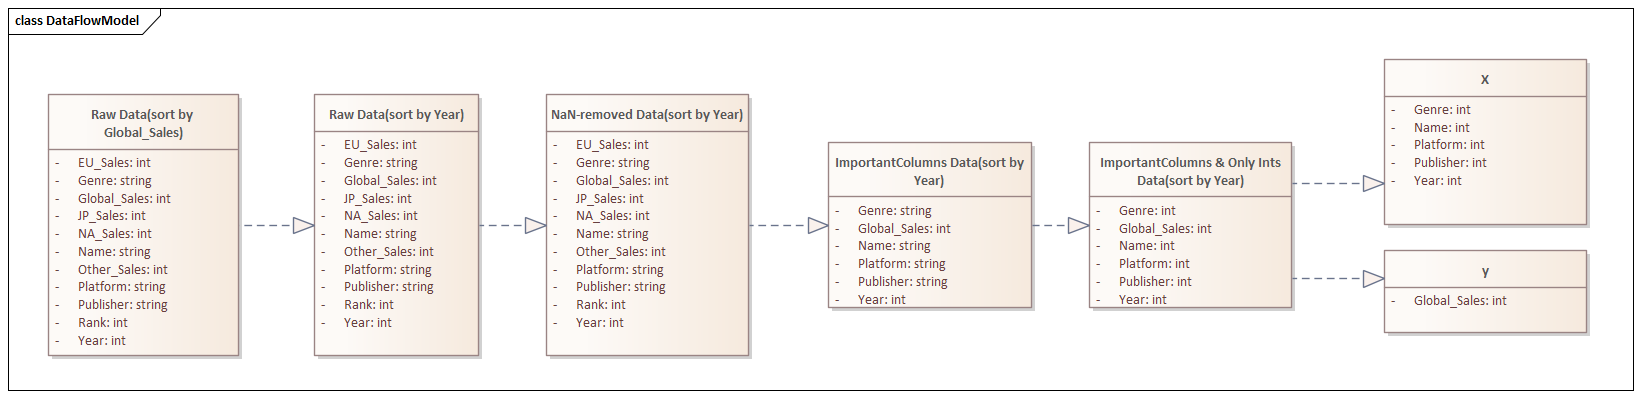 class DataFlowModel
Raw Data(sort by
Global_Sales)
- EU_Sales: int
- Genre: string
- Global_Sales: int
- JP_Sales: int
- NA_Sales: int
- Name: string
- Other_Sales: int
- Platform: string
- Publisher: string
- Rank: int
- Year: int
Raw Data(sort by Year)
- EU_Sales: int
- Genre: string
- Global_Sales: int
- JP_Sales: int
- NA_Sales: int
- Name: string
- Other_Sales: int
- Platform: string
- Publisher: string
- Rank: int
- Year: int
NaN-removed Data(sort by Year)
- EU_Sales: int
- Genre: string
- Global_Sales: int
- JP_Sales: int
- NA_Sales: int
- Name: string
- Other_Sales: int
- Platform: string
- Publisher: string
- Rank: int
- Year: int
ImportantColumns Data(sort by
Year)
- Genre: string
- Global_Sales: int
- Name: string
- Platform: string
- Publisher: string
- Year: int
ImportantColumns & Only Ints
Data(sort by Year)
- Genre: int
- Global_Sales: int
- Name: int
- Platform: int
- Publisher: int
- Year: int
X
- Genre: int
- Name: int
- Platform: int
- Publisher: int
- Year: int
y
- Global_Sales: int